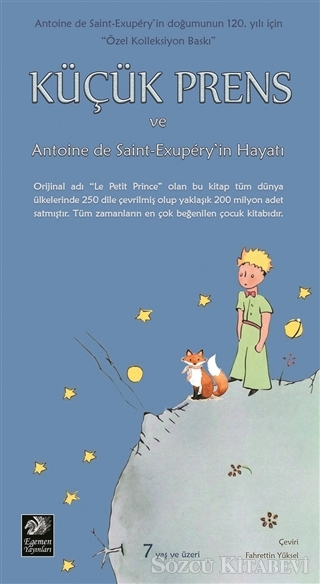 Antoine de Saint-Exupéry'in doğumunun 120. yılı için
"Özel Kolleksiyon Baskı"
KÜÇÜK PRENS
ve
Antoine de Saint-Exupéry'in Hayatı
Orijinal adı "Le Petit Prince" olan bu kitap tüm dünya
ülkelerinde 250 dile çevrilmiş olup yaklaşık 200 milyon adet
satmıştır. Tüm zamanların en çok beğenilen çocuk kitabıdır.
Egemen
Yayınları
7 yaş ve üzeri
Çeviri
Fahrettin Yüksel
SÖZCÜ KİTABEVİ